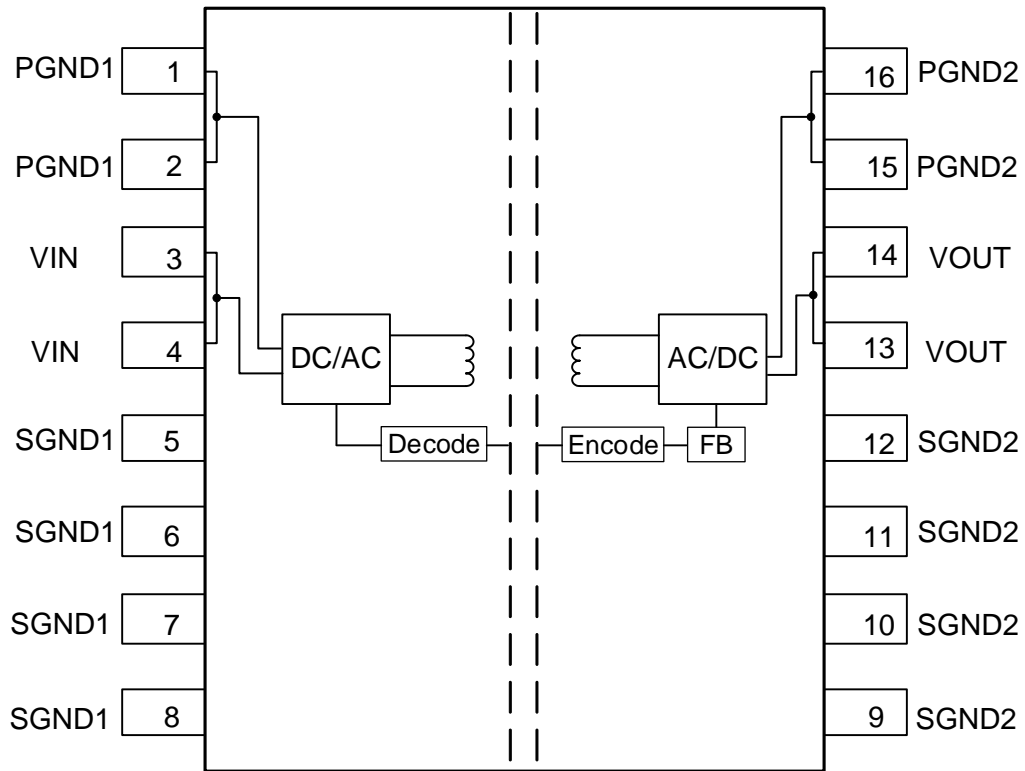 PGND1 1
PGND1 2
VIN 3
VIN 4
SGND1 5
SGND1 6
SGND1 7
SGND1 8
DC/AC
Decode
AC/DC
Encode
FB
16 PGND2
15 PGND2
14 VOUT
13 VOUT
12 SGND2
11 SGND2
10 SGND2
9 SGND2